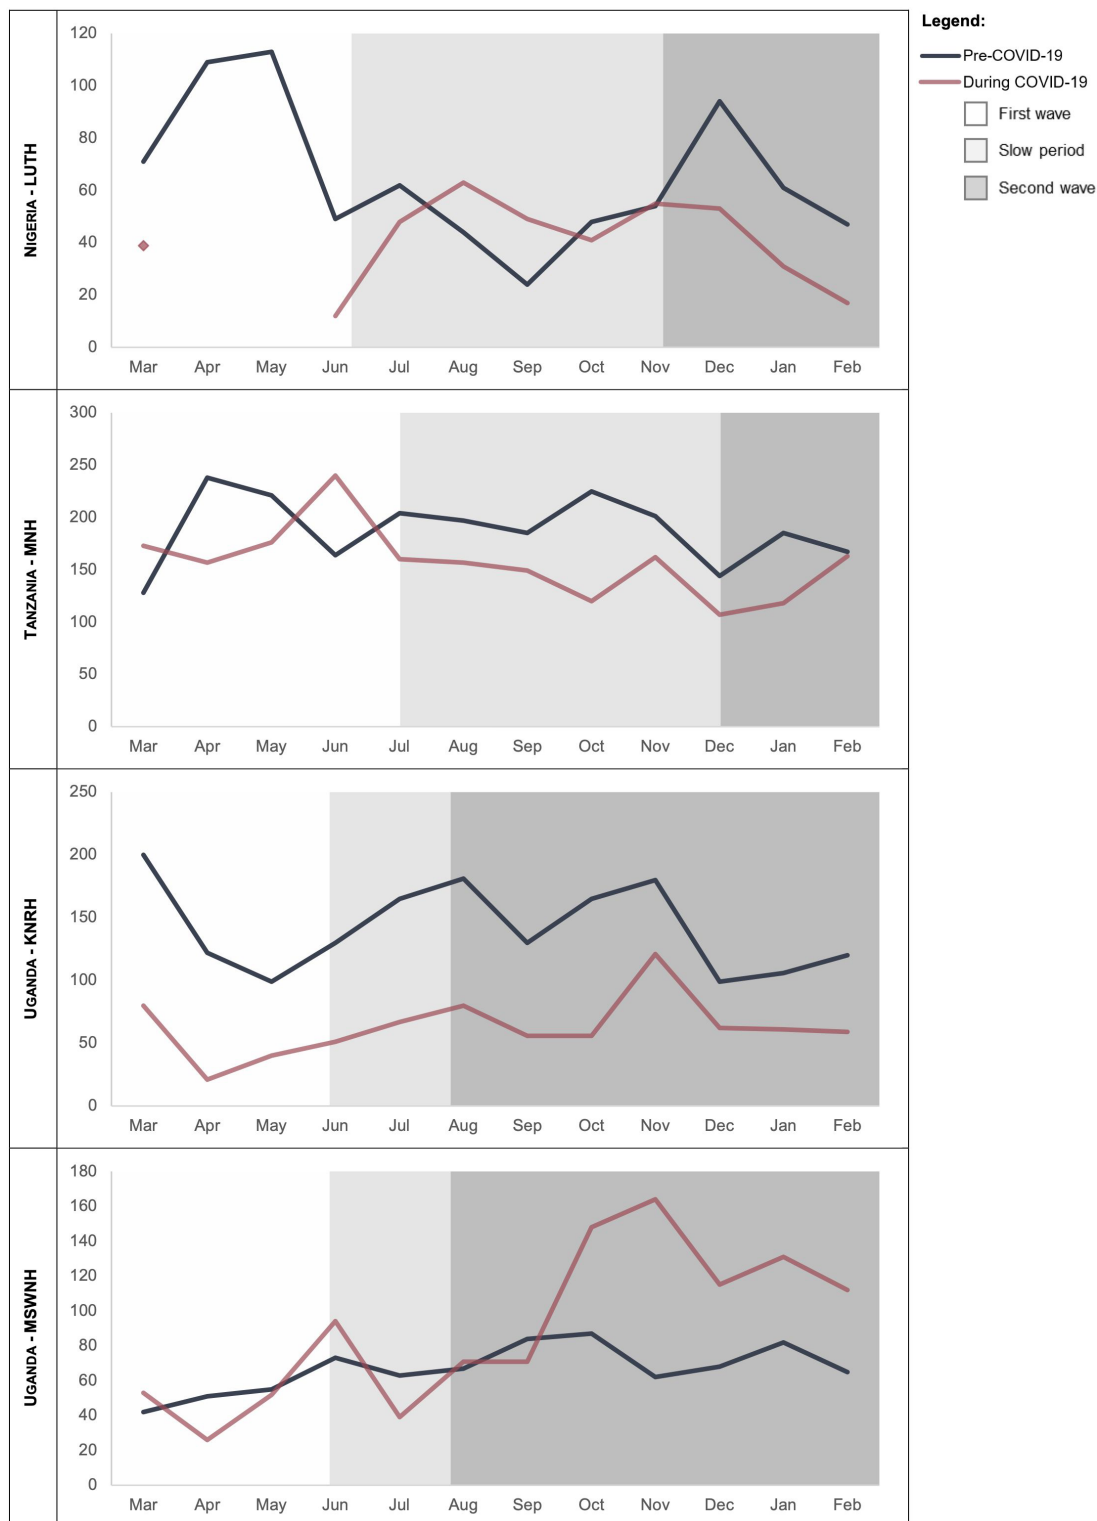 Legend:
Pre-COVID-19
During COVID-19
First wave
Slow period
Second wave
NIGERIA - LUTH
120
100
80
60
40
20
0
Mar Apr May Jun Jul Aug Sep Oct Nov Dec Jan Feb
TANZANIA - MNH
300
250
200
150
100
50
0
Mar Apr May Jun Jul Aug Sep Oct Nov Dec Jan Feb
UGANDA - KNRH
250
200
150
100
50
0
Mar Apr May Jun Jul Aug Sep Oct Nov Dec Jan Feb
UGANDA - MSWNH
180
160
140
120
100
80
60
40
20
0
Mar Apr May Jun Jul Aug Sep Oct Nov Dec Jan Feb